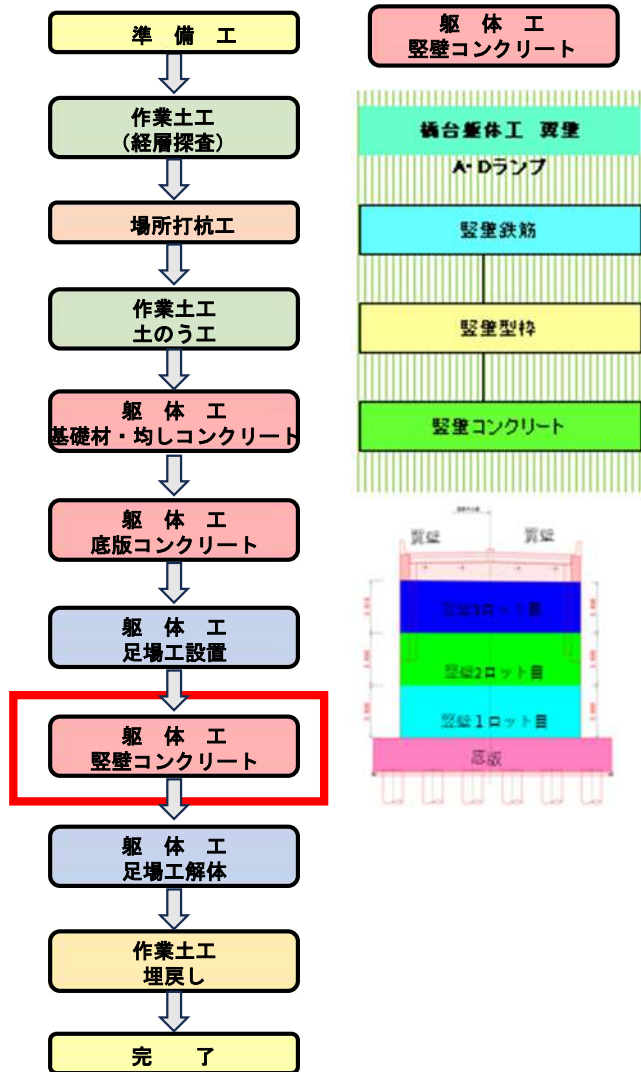 準 備 工
作業土工
(経層探査)
場所打杭工
作業土工
土のう工
躯 体 工
基礎材・均しコンクリート
躯 体 工
底版コンクリート
躯 体 工
足場工設置
躯 体 工
竪壁コンクリート
躯 体 工
足場工解体
作業土工
埋戻し
完 了
躯 体 工
竪壁コンクリート
橋台躯体工 翼壁
A・Dランプ
竪壁鉄筋
竪壁型枠
竪壁コンクリート
翼壁 翼壁
竪壁3ロット目
竪壁2ロット目
竪壁1ロット目
底版